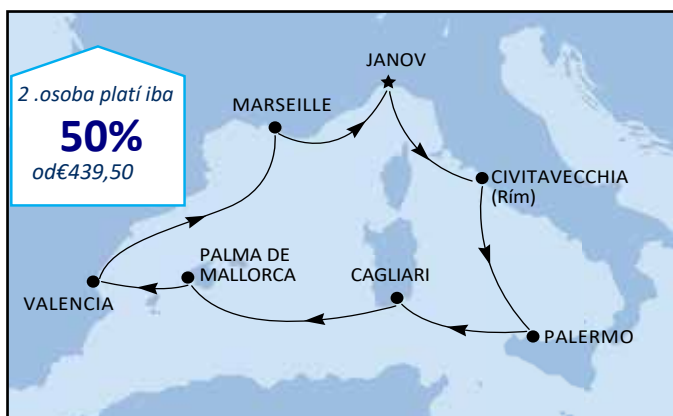 2 .osoba platí iba
50%
od€439,50
JANOV
MARSEILLE
CIVITAVECCHIA
(Rím)
PALMA DE
MALLORCA
CAGLIARI
VALENCIA
PALERMO